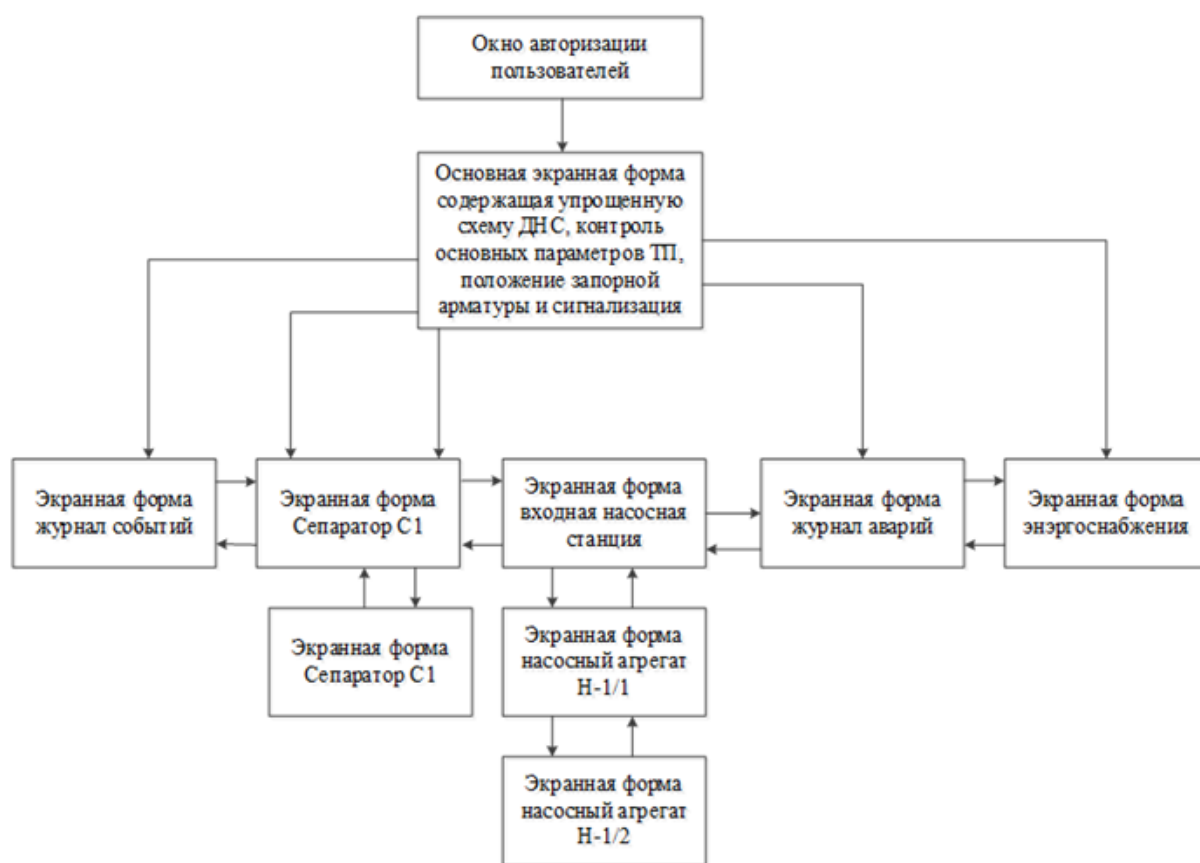 Окно авторизации
пользователей
Основная экранная форма
содержащая упрощенную
схему ДНС, контроль
основных параметров ТП,
положение запорной
арматуры и сигнализация
Экранная форма
журнал событий
Экранная форма
Сепаратор С1
Экранная форма
входная насосная
станция
Экранная форма
журнал аварий
Экранная форма
энэргоснабжения
Экранная форма
Сепаратор С1
Экранная форма
насосный агрегат
Н-1/1
Экранная форма
насосный агрегат
Н-1/2